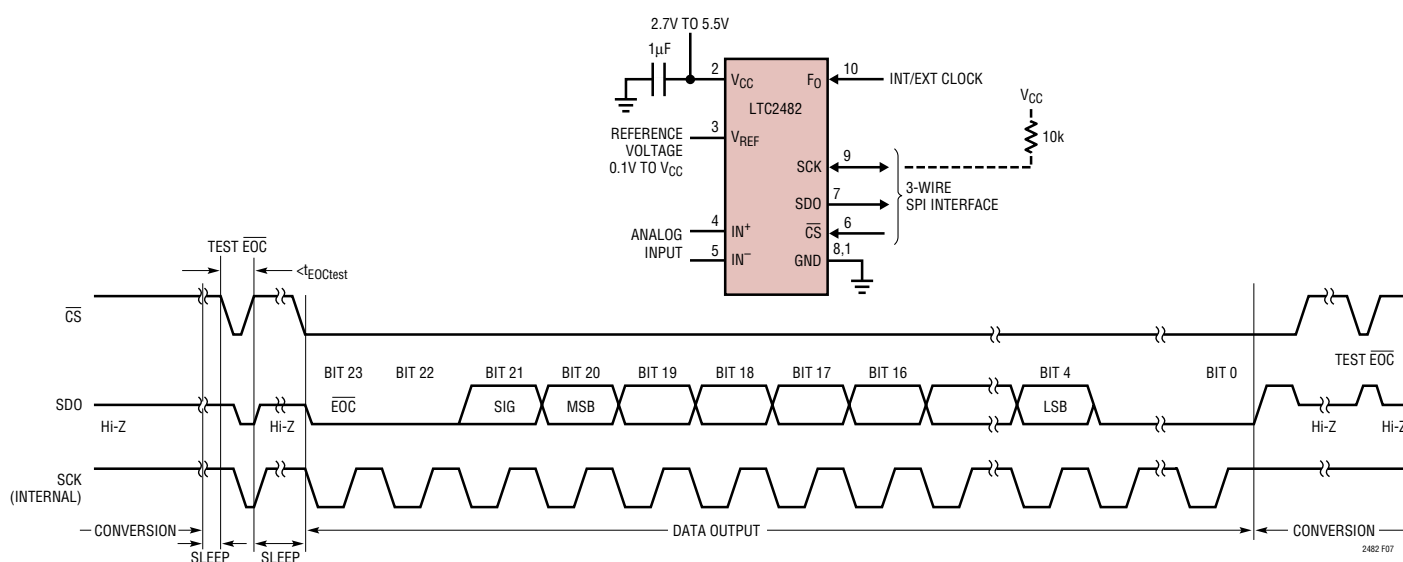 2.7V TO 5.5V
1µF
2
VCC
LTC2482
FO
10
INT/EXT CLOCK
VCC
10k
3
VREF
REFERENCE
VOLTAGE
0.1V TO VCC
SCK
9
SDO
7
3-WIRE
SPI INTERFACE
CS
6
ANALOG
INPUT
4
IN+
5
IN–
GND
8,1
TEST EOC
<tEOCtest
CS
TEST EOC
BIT 23
BIT 22
BIT 21
BIT 20
BIT 19
BIT 18
BIT 17
BIT 16
BIT 4
BIT 0
SDO
EOC
SIG
MSB
LSB
Hi-Z
Hi-Z
Hi-Z
Hi-Z
SCK
(INTERNAL)
CONVERSION
SLEEP
SLEEP
DATA OUTPUT
CONVERSION
2482 F07